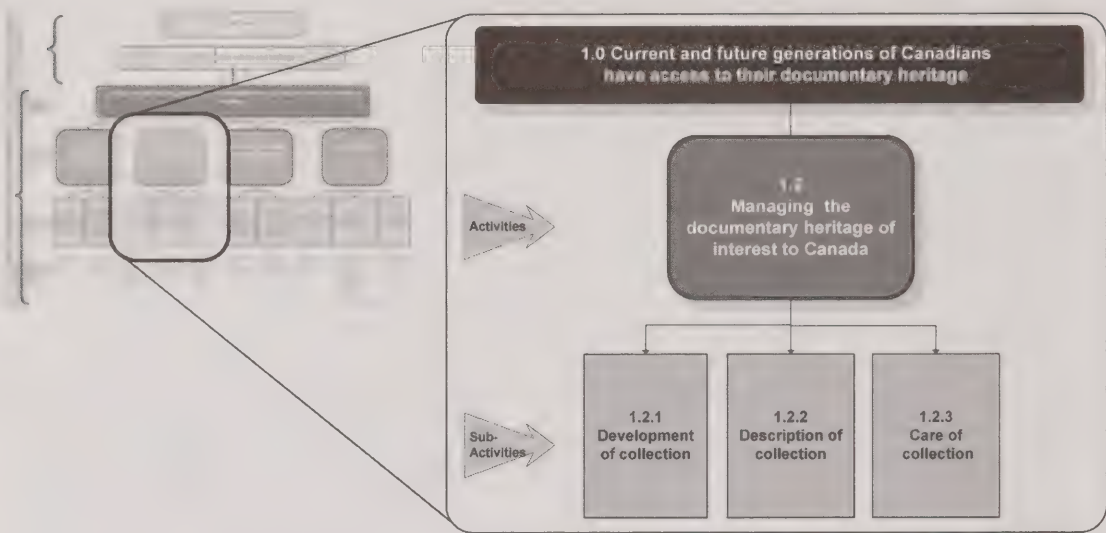 1.0 Current and future generations of Canadians
have access to their documentary heritage
Activities
1.2
Managing the
documentary heritage of
interest to Canada
Sub-
Activities
1.2.1
Development
of collection
1.2.2
Description of
collection
1.2.3
Care of
collection